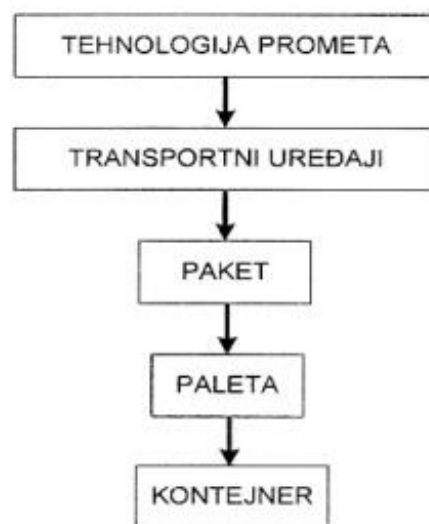 TEHNOLOGIJA PROMETA
TRANSPORTNI UREĐAJI
PAKET
PALETA
KONTEJNER